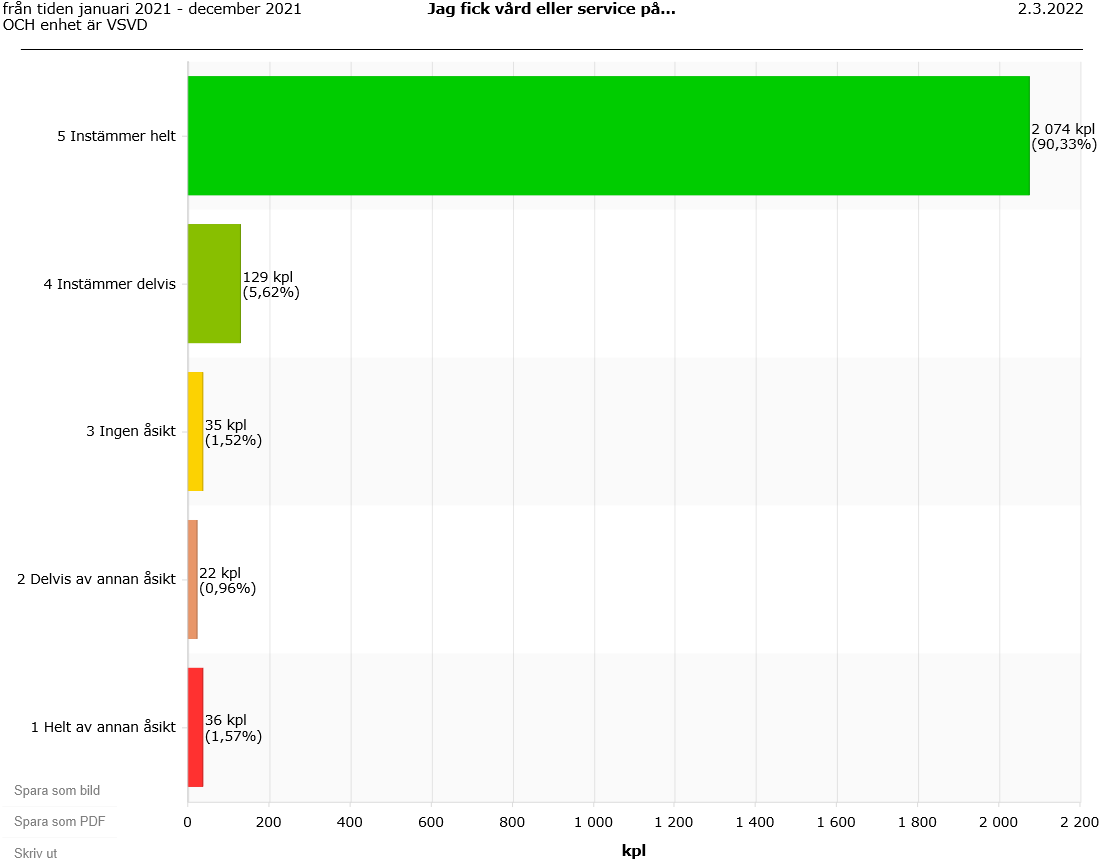 från tiden januari 2021 - december 2021
Jag fick vård eller service på...
2.3.2022
OCH enhet är VSVD
5 Instämmer helt
2 074 kpl
(90,33%)
4 Instämmer delvis
129 kpl
(5,62%)
3 Ingen åsikt
35 kpl
(1,52%)
2 Delvis av annan åsikt
22 kpl
(0,96%)
1 Helt av annan åsikt
36 kpl
(1,57%)
0
200
400
600
800
1 000
1 200
1 400
1 600
1 800
2 000
2 200
kpl
Spara som bild
Spara som PDF
Skriv ut